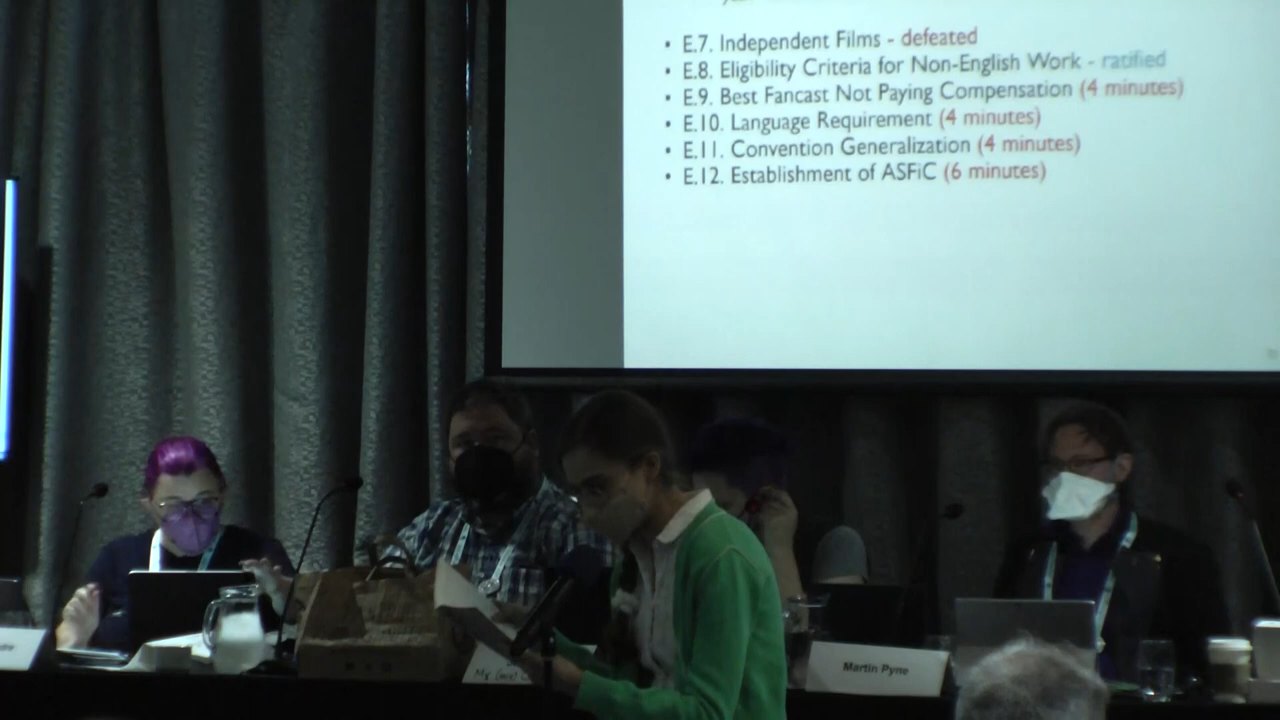 • E.7. Independent Films - defeated
• E.8. Eligibility Criteria for Non-English Work - ratified
• E.9. Best Fancast Not Paying Compensation (4 minutes)
• E.10. Language Requirement (4 minutes)
• E.11. Convention Generalization (4 minutes)
• E.12. Establishment of ASFiC (6 minutes)
Martin Pyne